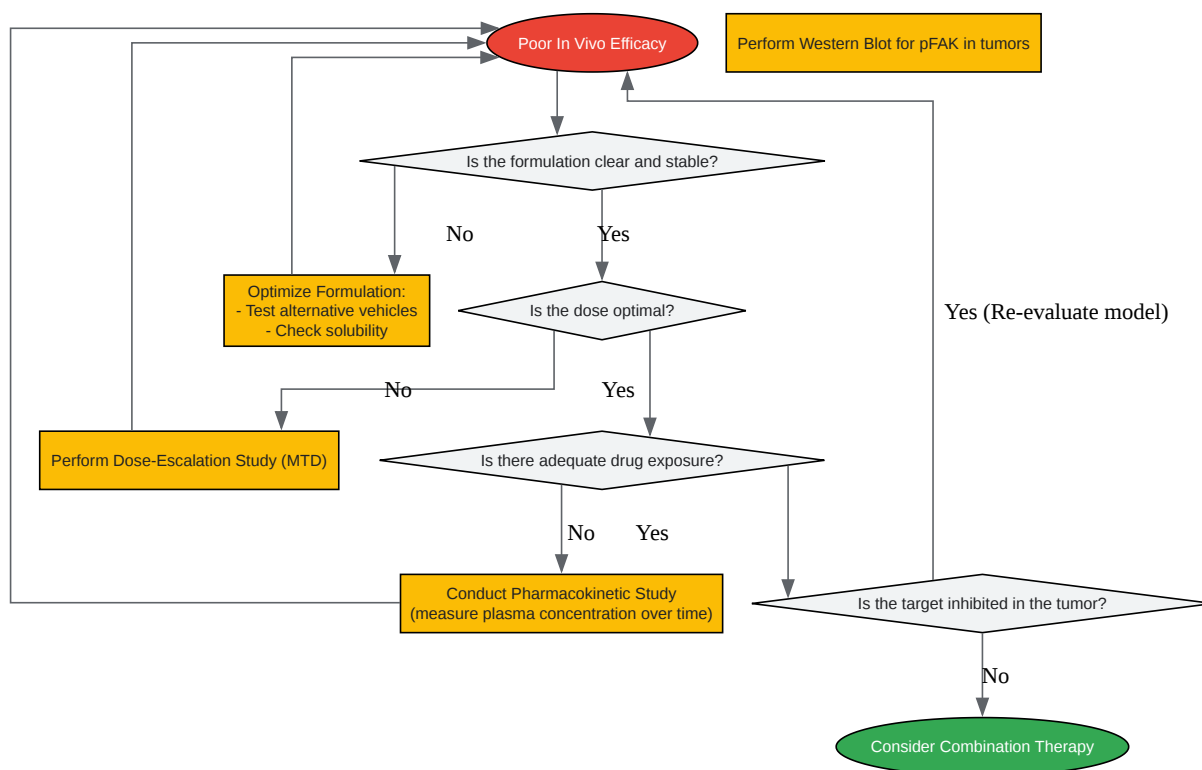 Poor In Vivo Efficacy
Perform Western Blot for pFAK in tumors
Is the formulation clear and stable?
No
Yes
Optimize Formulation:
- Test alternative vehicles
- Check solubility
Is the dose optimal?
Yes (Re-evaluate model)
No
Yes
Perform Dose-Escalation Study (MTD)
Is there adequate drug exposure?
No
Yes
Conduct Pharmacokinetic Study
(measure plasma concentration over time)
Is the target inhibited in the tumor?
No
Consider Combination Therapy